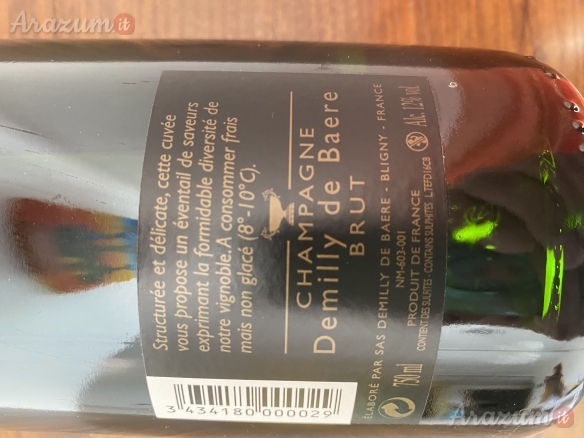 Arazum it
Structurée et délicate, cette cuvée
vous propose un éventail de saveurs
exprimant la formidable diversité de
notre vignoble.A consommer frais
mais non glacé (8°-10°C).
CHAMPAGNE
Demilly de Baere
BRUT
ÉLABORÉ PAR SAS DEMILLY DE BAERE - BLIGNY - FRANCE
NM-603-001
PRODUIT DE FRANCE
CONTIENT DES SULFITES - CONTAINS SULPHITES L.TEFD16CB
750 ml
Alc. 12% vol.
3 434180 000029
Arazum it